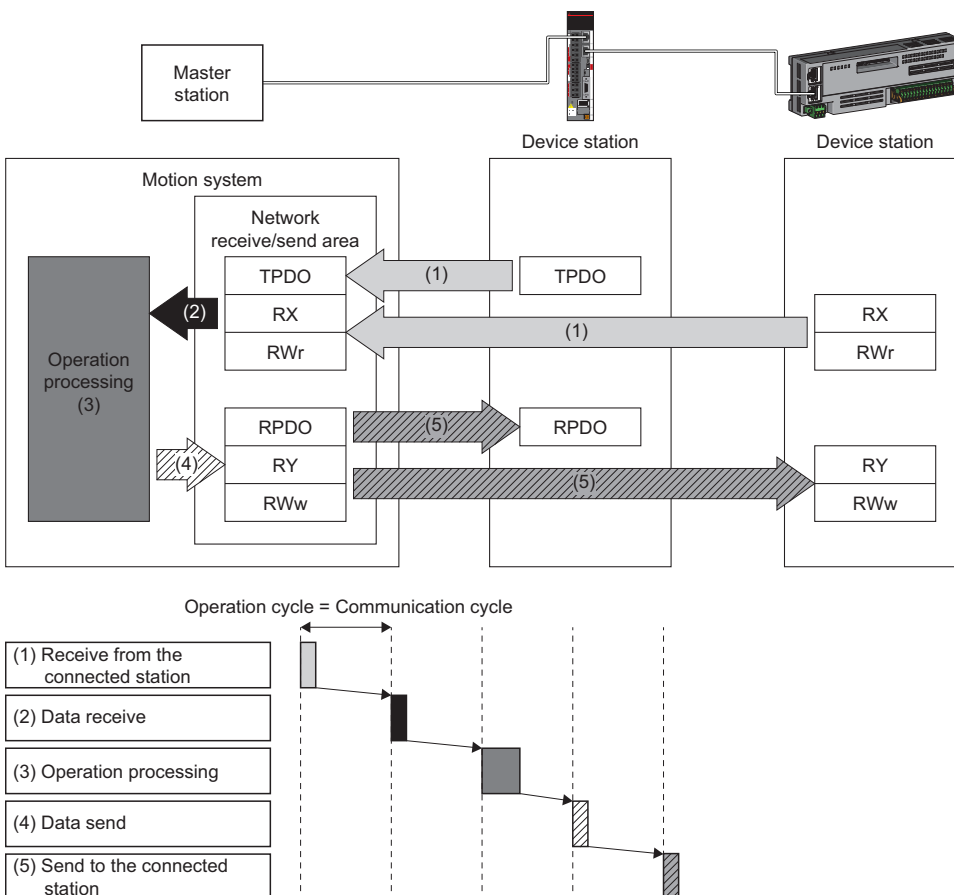 Master
station
Device station
Device station
Motion system
Network
receive/send area
TPDO
(1)
TPDO
(2)
RX
(1)
RX
RWr
RWr
Operation
processing
(3)
RPDO
(5)
RPDO
(4)
RY
(5)
RY
RWw
RWw
Operation cycle = Communication cycle
(1) Receive from the
connected station
(2) Data receive
(3) Operation processing
(4) Data send
(5) Send to the connected
station